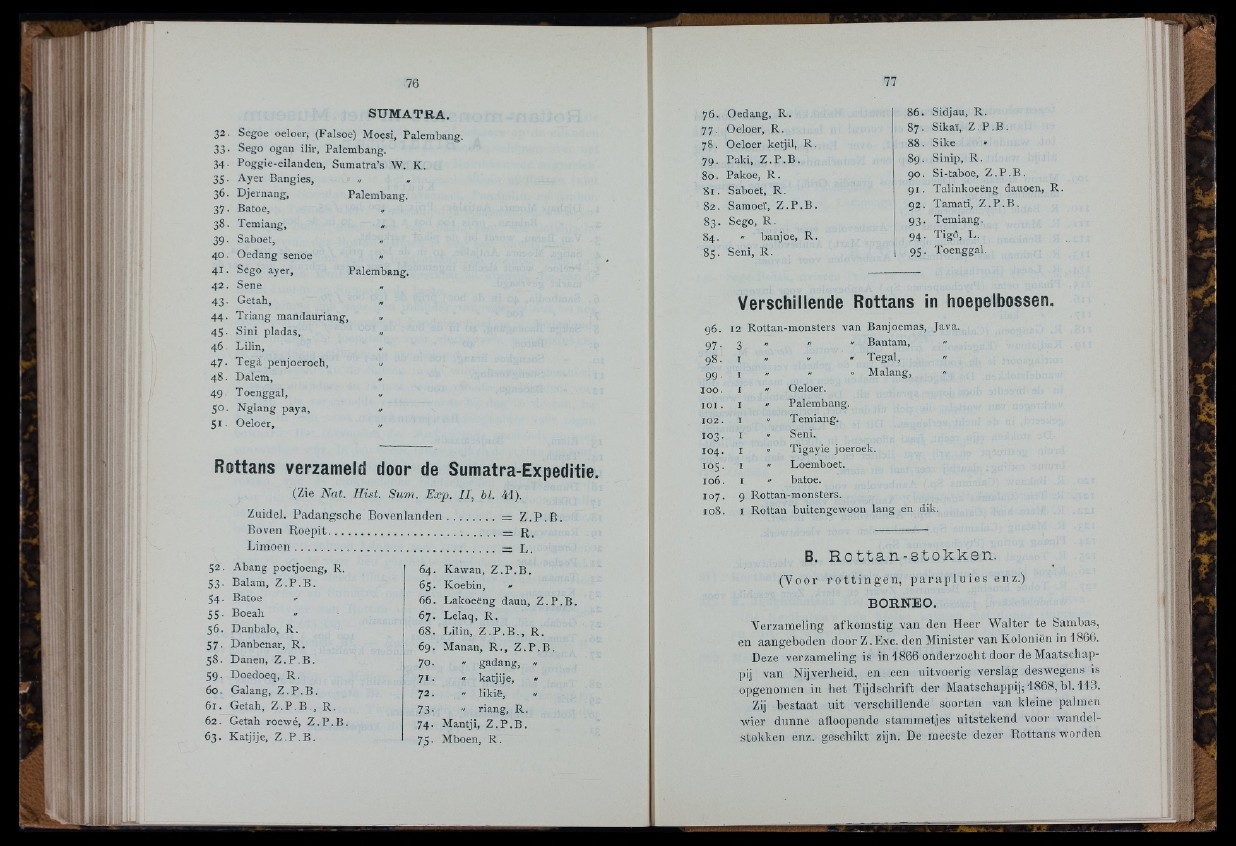 76
SUMATRA.
32. Segoe oeloer, (Falsoe) Moesi, Palembang.
33. Sego ogan ilir, Palembang.
34. Poggie-eilanden, Sumatra's W. K.
35. Ayer Bangies, " "
36. Djernang, Palembang.
37. Batoe, "
38. Temiang, "
39. Saboet, "
40. Oedang senoe "
41. Sego ayer, Palembang.
42. Sene "
43. Getah, "
44. Triang mandauriang, "
45. Sini pladas, "
46 Lilin, "
47. Tegá penjoeroch, "
48. Dalem, "
49 Toenggal, "
50. Nglang paya, "
51. Oeloer, "
Rottans verzameld door de Sumatra-Expeditie.
(Zie Nat. Hist. Sum. Exp. II, bl. 41).
Zuidel. Padangsche Bovenlanden ........ = Z.P.B.
Boven Roepit.......................... = R.
Limoen ............................... = L.
52. Abang poetjoeng, R.
53. Balam, Z.P.B.
54. Batoe "
55. Boeah "
56. Danbalo, R.
57. Danbenar, R.
58. Danen, Z.P.B.
59. Doedoeq, R.
60. Galang, Z.P.B.
61. Getah, Z.P.B., R.
62. Getah roewé, Z.P.B.
63. Katjije, Z.P.B.
64. Kawan, Z.P.B.
65. Koebin, "
66. Lakoeëng daun, Z.P.B.
67. Lelaq, R.
68. Lilin, Z.P.B., R.
69. Manan, R., Z.P.B.
70. " gadang, "
71. " katjije, "
72. " likië, "
73. " riang, R.
74. Mantji, Z.P.B.
75. Mboen, R.
77
76. Oedang, R.
77. Oeloer, R.
78. Oeloer ketjil, R.
79. Paki, Z.P.B.
80. Pakoe, R.
81. Saboet, R.
82. Samoeï, Z.P.B.
83. Sego, R.
84. " banjoe, R.
85. Seni, R.
86. Sidjau, R.
87. Sikaï, Z.P.B.
88. Sike "
89. Sinip, R.
90. Si-taboe, Z.P.B.
91. Talinkoeëng dauoen, R.
92. Tamati, Z.P.B.
93. Temiang.
94. Tigá, L.
95. Toenggal.
Verschillende Rottans in hoepelbossen.
96. 12 Rottan-monsters van Banjoemas, Java.
97. 3 " " " Bantam, "
98. 1 " " " Tegal, "
99. 1 " " " Malang, "
100. 1 " Oeloer.
101. 1 " Palembang.
102. 1 " Temiang.
103. 1 " Seni.
104. 1 " Tigayie joeroek.
105. 1 " Loemboet.
106. 1 " batoe.
107. 9 Rottan-monsters.
108. 1 Rottan buitengewoon lang en dik.
B. Rottan-stokken.
(Voor rottingen, parapluies enz.)
BORNEO.
Verzameling afkomstig van den Heer Walter te Sambas,
en aangeboden door Z. Exc. den Minister van Koloniën in 1866.
Deze verzameling is in 1866 onderzocht door de Maatschap-
pij van Nijverheid, en een uitvoerig verslag deswegens is
opgenomen in het Tijdschrift der Maatschappij, 1868, bl. 113.
Zij bestaat uit verschillende soorten van kleine palmen
wier dunne afloopende stammetjes uitstekend voor wandel-
stokken enz. geschikt zijn. De meeste dezer Rottans worden